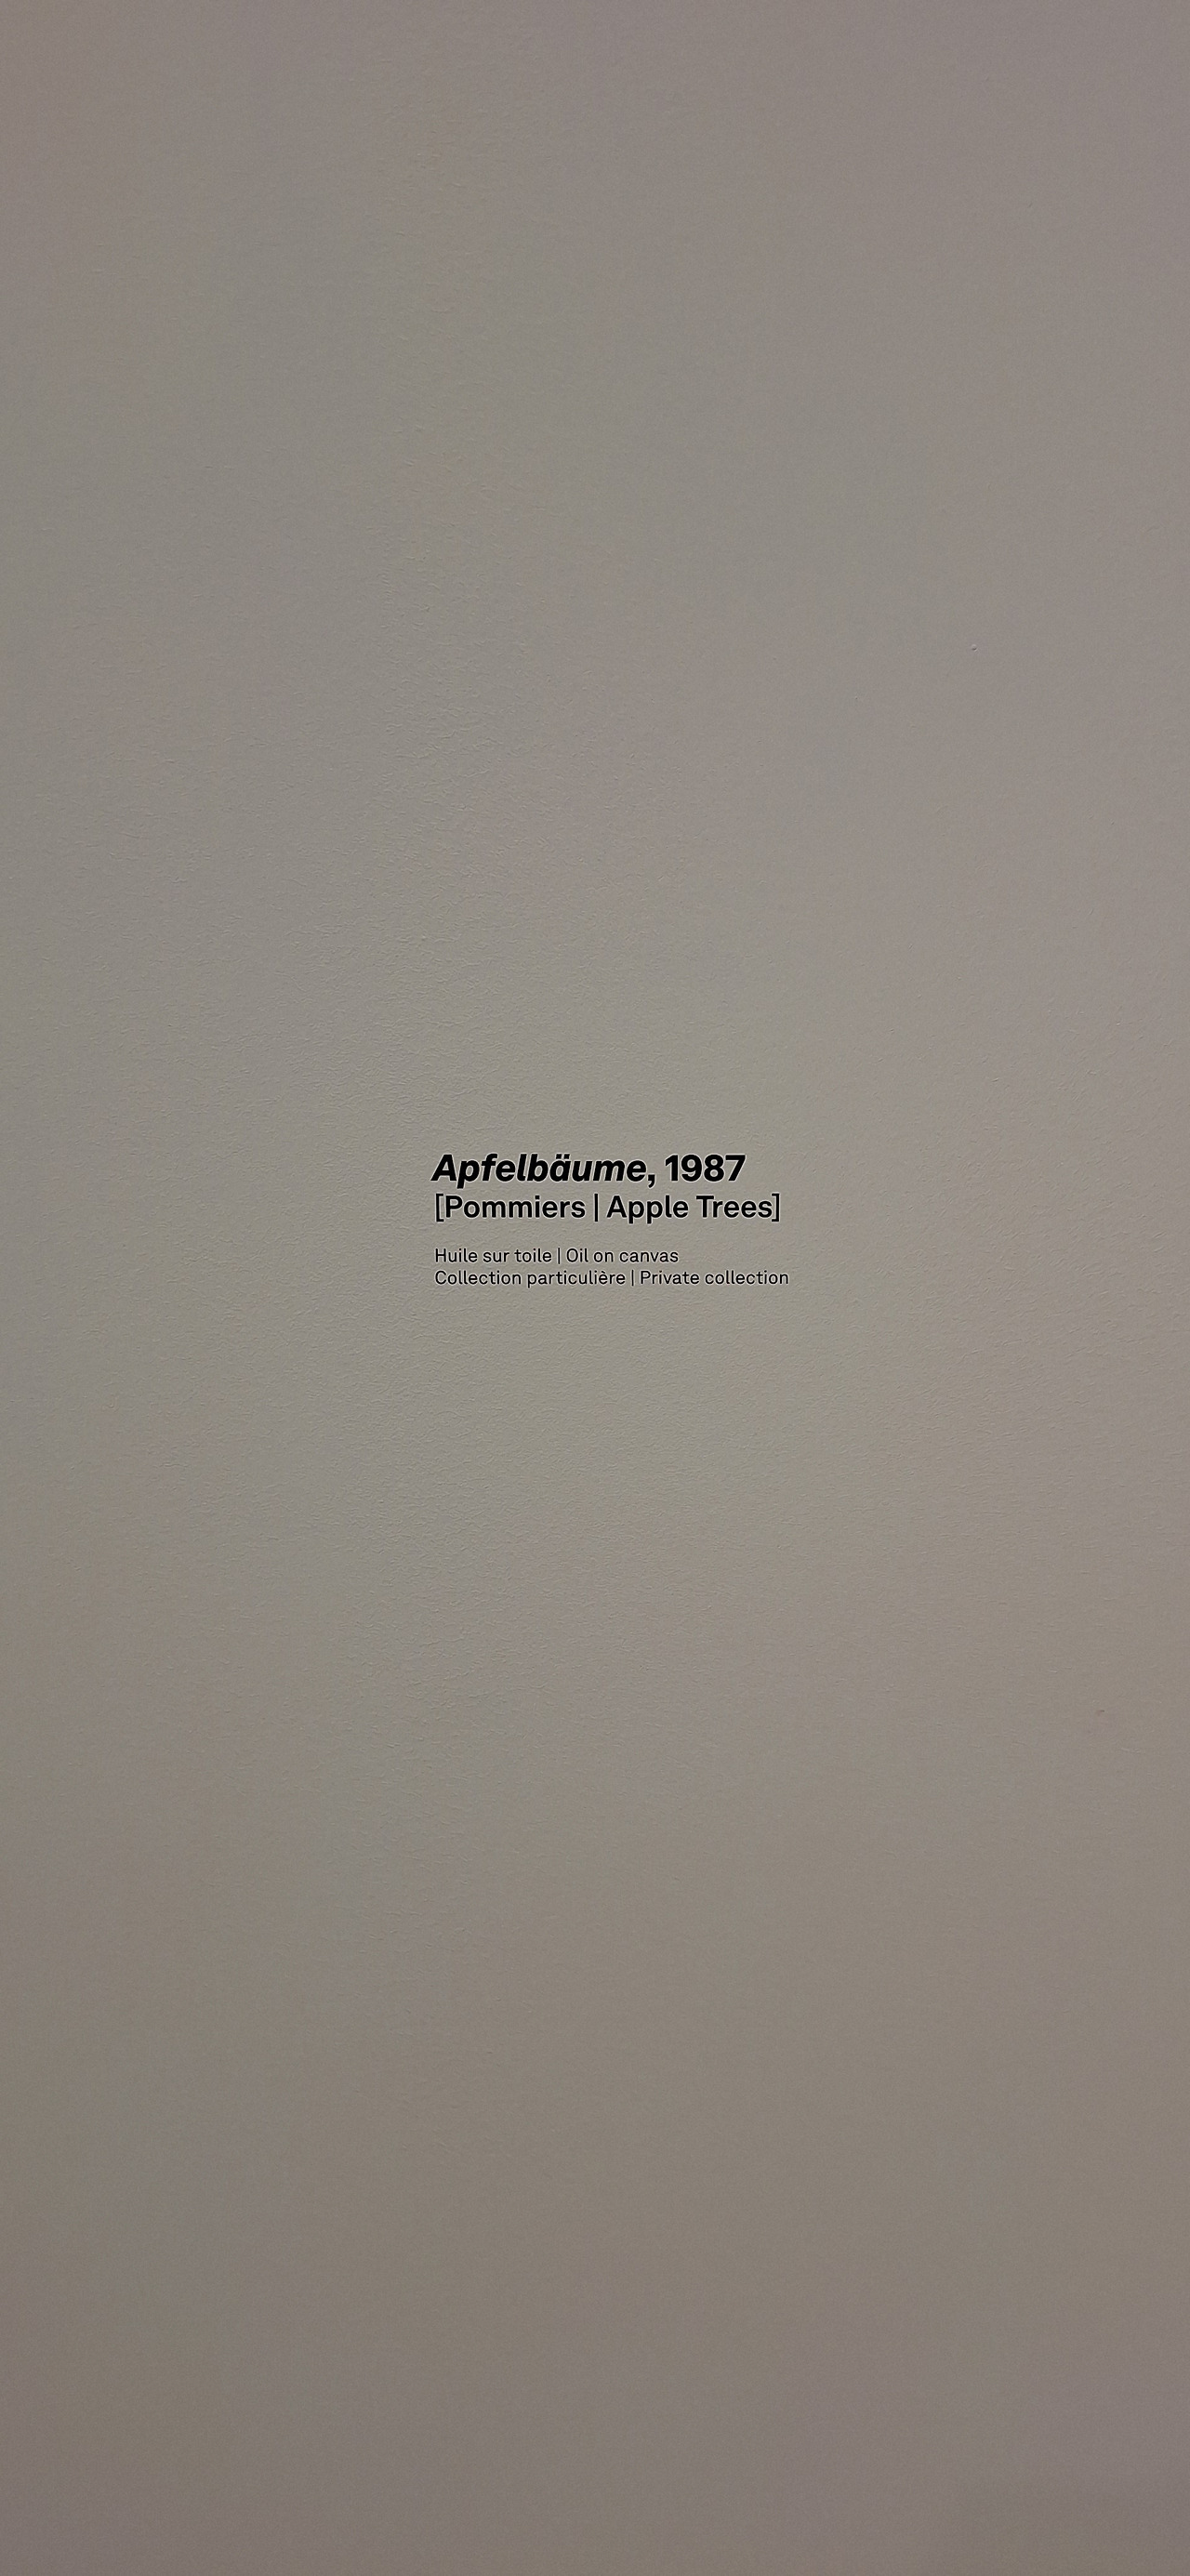 Apfelbäume, 1987
[Pommiers | Apple Trees]
Huile sur toile | Oil on canvas
Collection particulière | Private collection